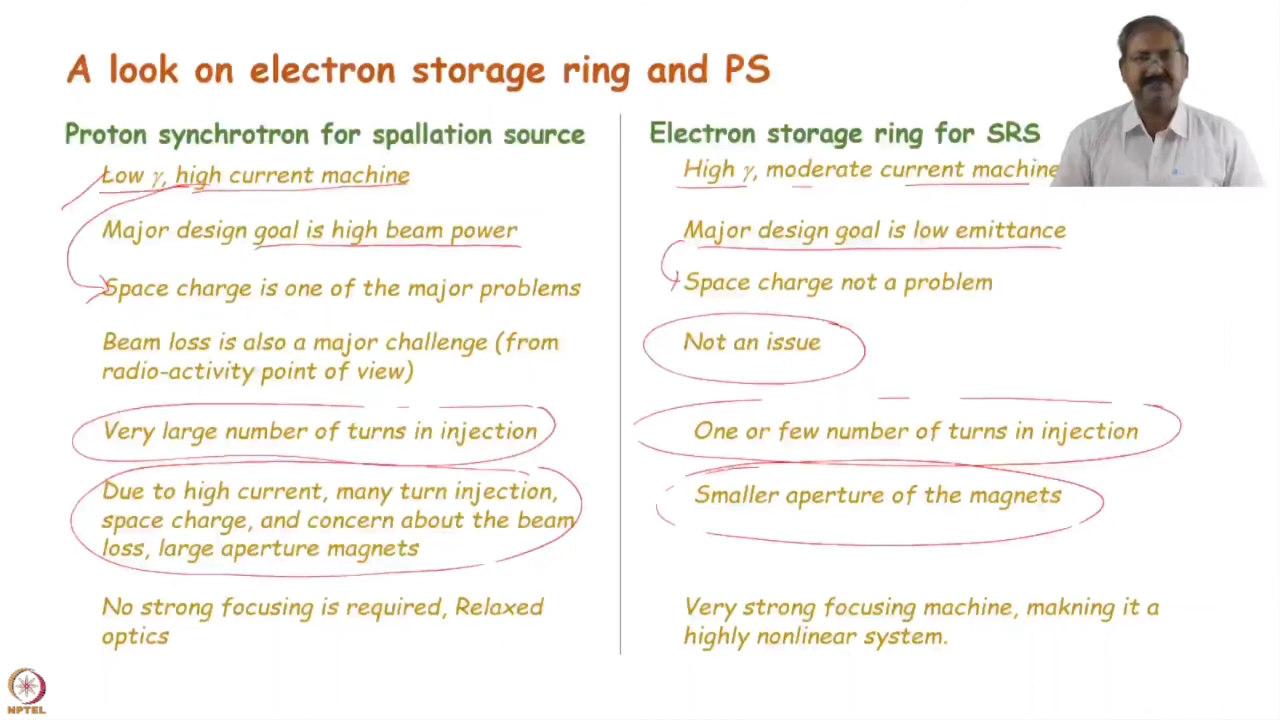 A look on electron storage ring and PS
Proton synchrotron for spallation source
Low γ, high current machine
Major design goal is high beam power
Space charge is one of the major problems
Beam loss is also a major challenge (from
radio-activity point of view)
Very large number of turns in injection
Due to high current, many turn injection,
space charge, and concern about the beam
loss, large aperture magnets
No strong focusing is required, Relaxed
optics
Electron storage ring for SRS
High γ, moderate current machine
Major design goal is low emittance
Space charge not a problem
Not an issue
One or few number of turns in injection
Smaller aperture of the magnets
Very strong focusing machine, makning it a
highly nonlinear system.
NPTEL